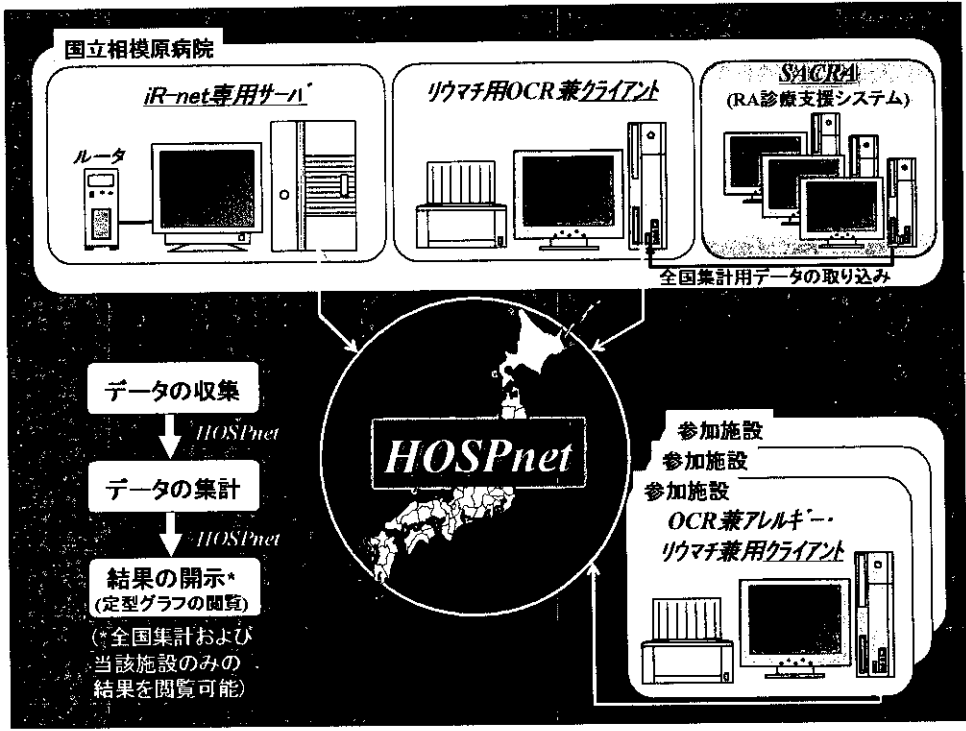 国立相模原病院
iR-net専用サーバ
ルータ
リウマチ用OCR兼クライアント
SACRA
(RA診療支援システム)
全国集計用データの取り込み
データの収集
HOSPnet
データの集計
HOSPnet
結果の開示*
(定型グラフの閲覧)
(*全国集計および
当該施設のみの
結果を閲覧可能)
HOSPnet
参加施設
参加施設
参加施設
OCR兼アレルギー・
リウマチ兼用クライアント